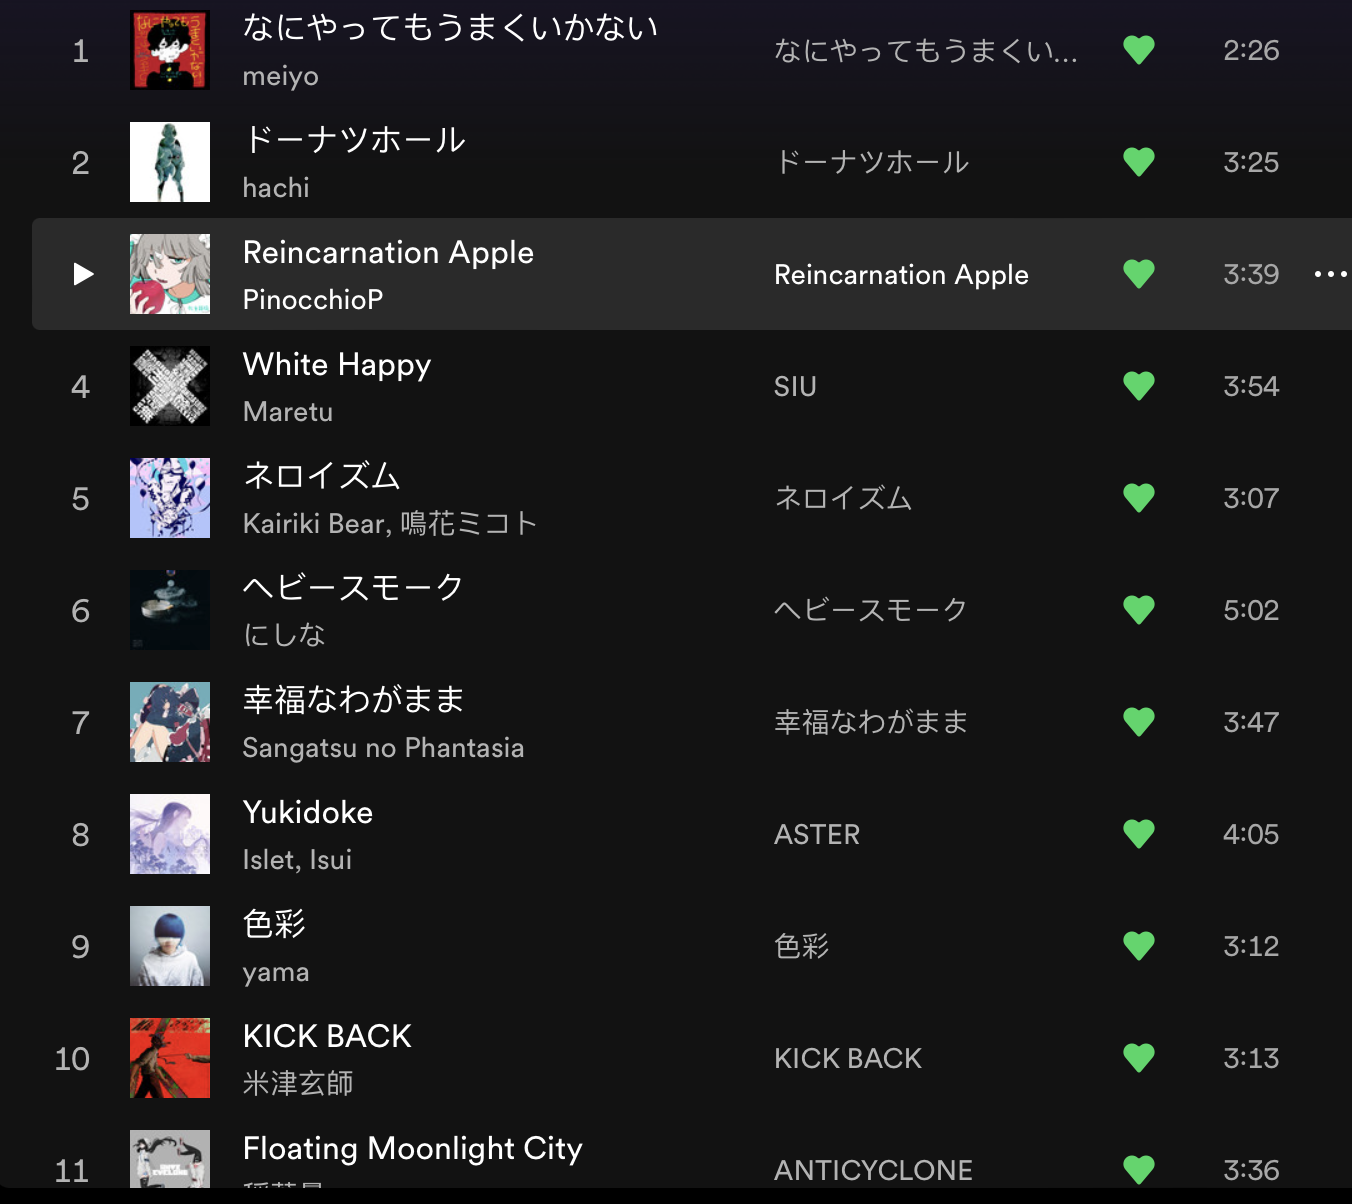 1
なにやってもうまくいかない
meiyo
なにやってもうまくい...
2:26
2
ドーナツホール
hachi
ドーナツホール
3:25
Reincarnation Apple
PinocchioP
Reincarnation Apple
3:39
4
White Happy
Maretu
SIU
3:54
5
ネロイズム
Kairiki Bear, 鳴花ミコト
ネロイズム
3:07
6
ヘビースモーク
にしな
ヘビースモーク
5:02
7
幸福なわがまま
Sangatsu no Phantasia
幸福なわがまま
3:47
8
Yukidoke
Islet, Isui
ASTER
4:05
9
色彩
yama
色彩
3:12
10
KICK BACK
米津玄師
KICK BACK
3:13
11
Floating Moonlight City
ANTICYCLONE
3:36